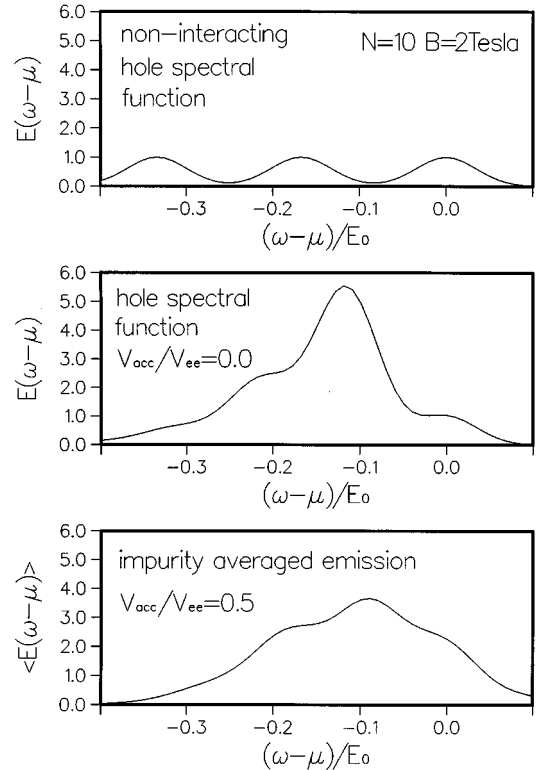 6.0
5.0
4.0
3.0
2.0
1.0
0.0
E(ω−μ)
non−interacting
hole spectral
function
N=10 B=2Tesla
−0.3 −0.2 −0.1 0.0
(ω−μ)/E₀
6.0
5.0
4.0
3.0
2.0
1.0
0.0
E(ω−μ)
hole spectral
function
Vacc/Vee=0.0
−0.3 −0.2 −0.1 0.0
(ω−μ)/E₀
6.0
5.0
4.0
3.0
2.0
1.0
0.0
<E(ω−μ)>
impurity averaged emission
Vacc/Vee=0.5
−0.3 −0.2 −0.1 0.0
(ω−μ)/E₀